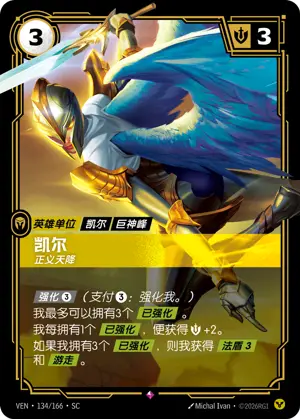 3
3
英雄单位 凯尔 巨神峰
凯尔
正义天降
强化 3 (支付3：强化我。)
我最多可以拥有3个 已强化 。
我每拥有1个 已强化 ，便获得 +2。
如果我拥有3个 已强化 ，则我获得 法盾 3
和 游走 。
VEN • 134/166 • SC
Michal Ivan • ©2026RGI